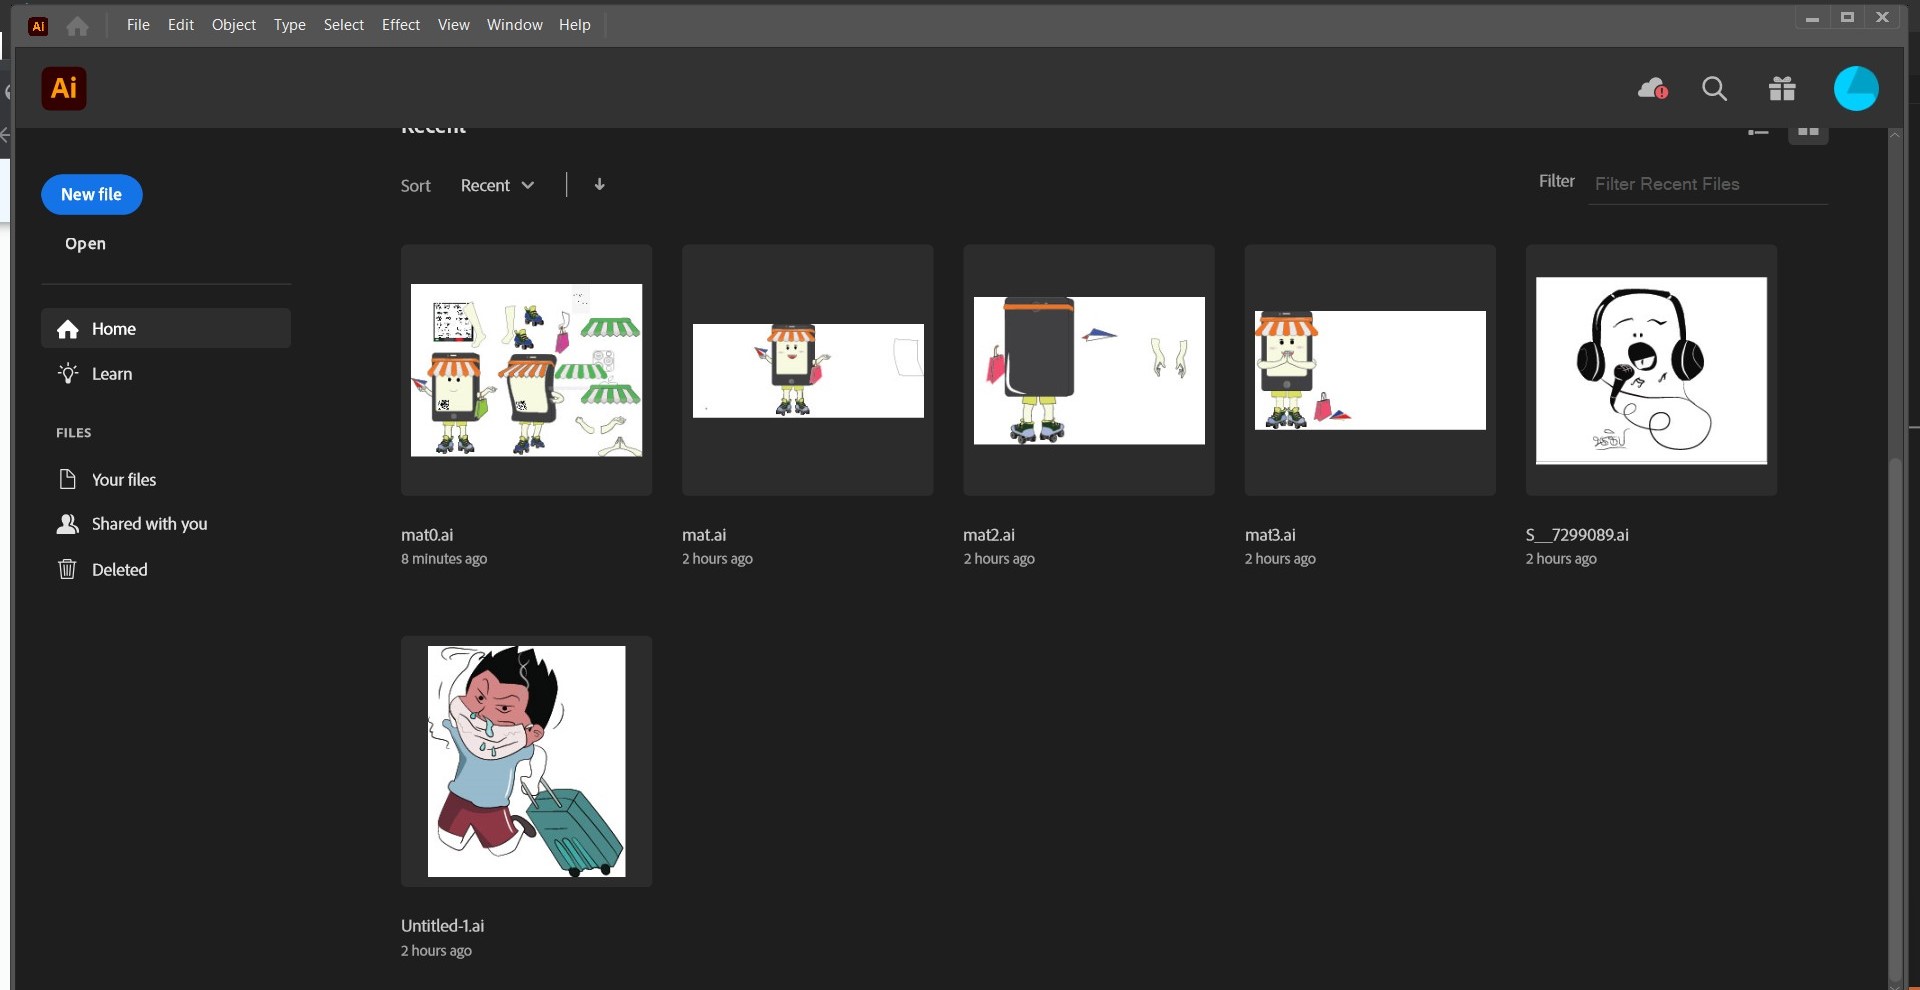 Ai File Edit Object Type Select Effect View Window Help
Ai
Recent
New file
Sort Recent
Filter Filter Recent Files
Open
Home
Learn
FILES
Your files
Shared with you
Deleted
mat0.ai
8 minutes ago
mat.ai
2 hours ago
mat2.ai
2 hours ago
mat3.ai
2 hours ago
S__7299089.ai
2 hours ago
Untitled-1.ai
2 hours ago